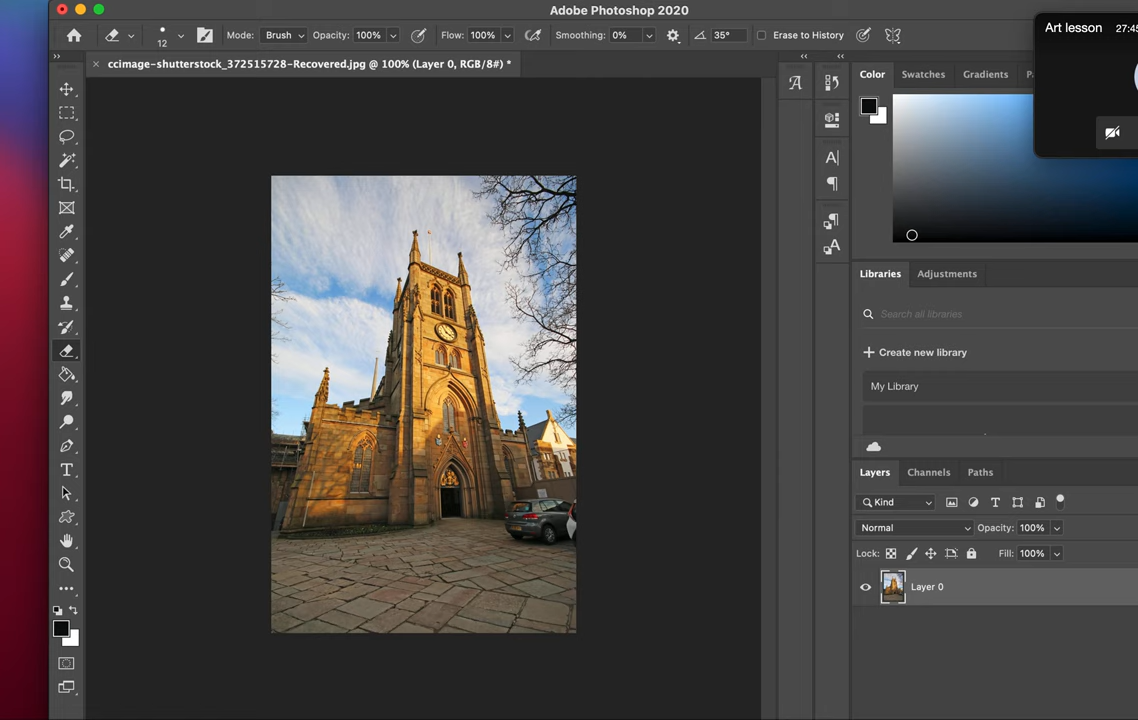 Adobe Photoshop 2020
Art lesson
27:45
12
Mode: Brush
Opacity: 100%
Flow: 100%
Smoothing: 0%
35°
Erase to History
ccimage-shutterstock_372515728-Recovered.jpg @ 100% (Layer 0, RGB/8#) *
Color
Swatches
Gradients
Libraries
Adjustments
Search all libraries
Create new library
My Library
Layers
Channels
Paths
Kind
Normal
Opacity: 100%
Lock:
Fill: 100%
Layer 0